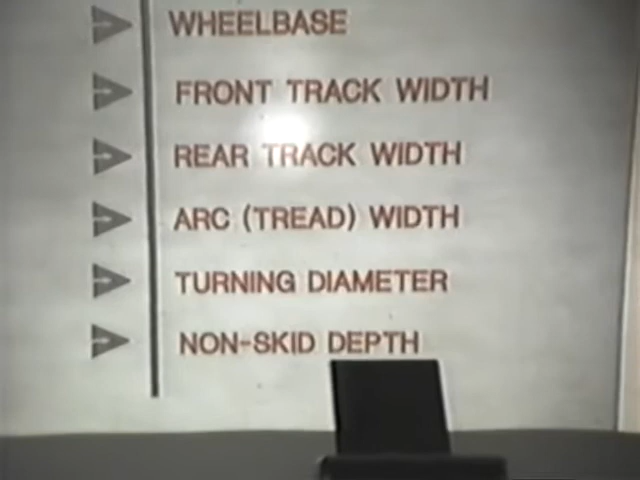 WHEELBASE
FRONT TRACK WIDTH
REAR TRACK WIDTH
ARC (TREAD) WIDTH
TURNING DIAMETER
NON-SKID DEPTH